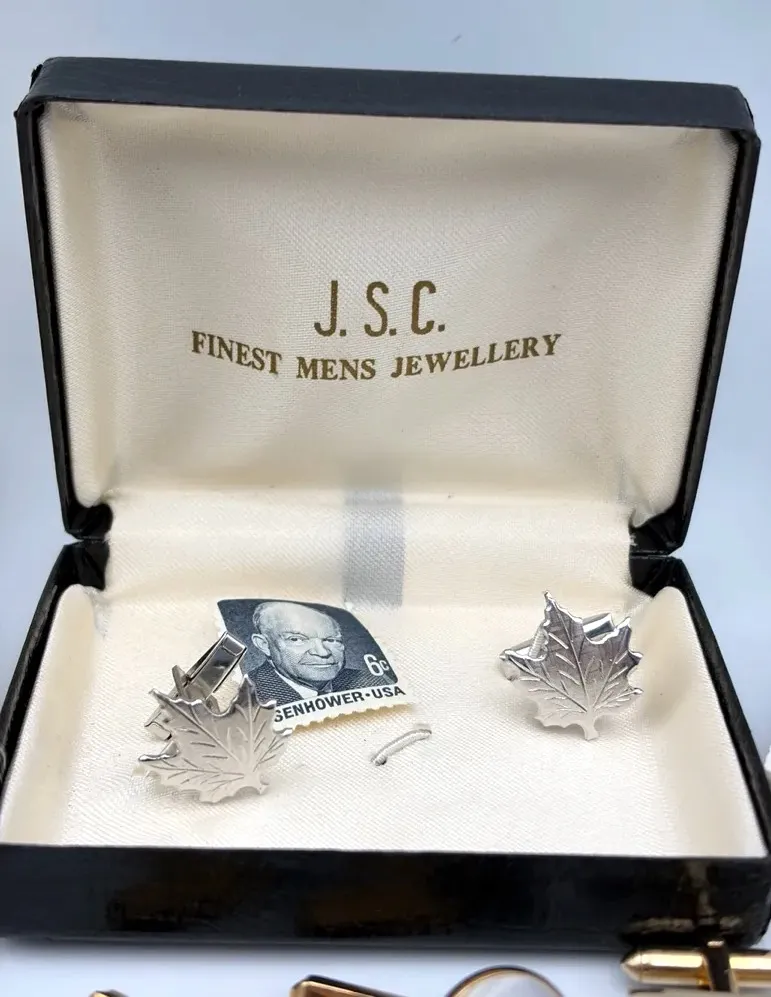 J. S. C.
FINEST MENS JEWELLERY
6c
SENHOWER·USA